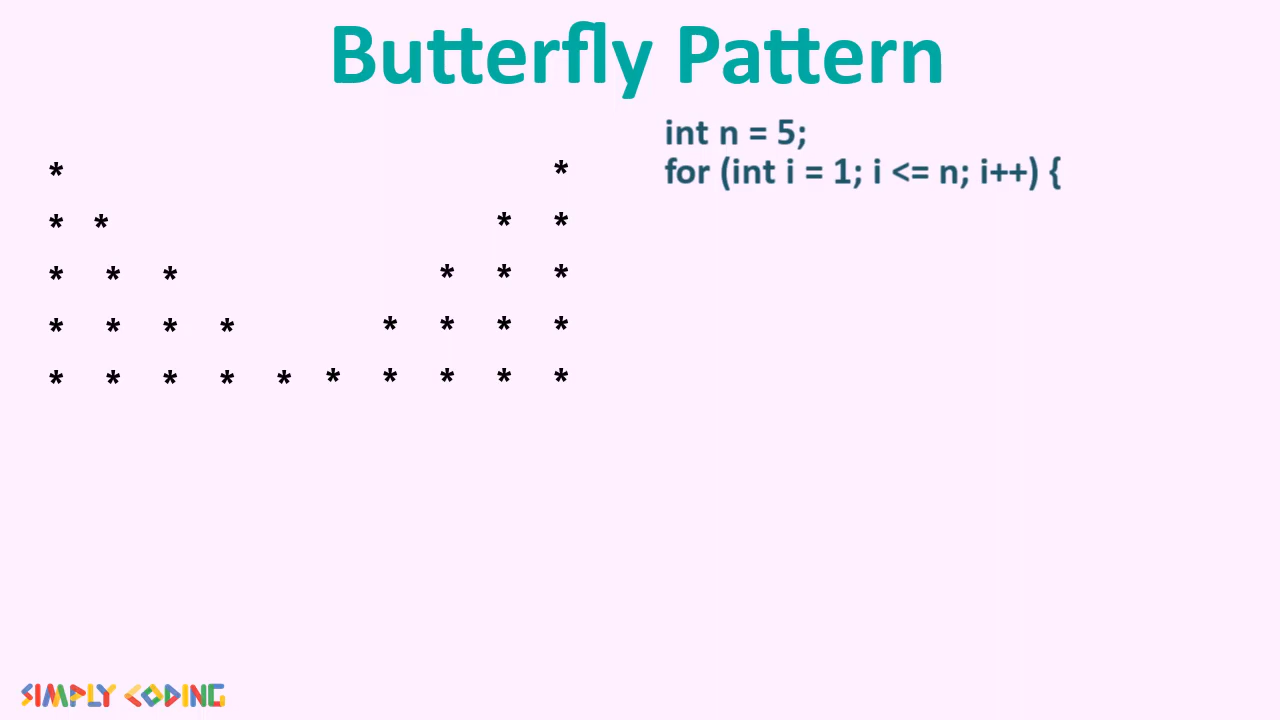 Butterfly Pattern
int n = 5;
for (int i = 1; i <= n; i++) {
* *
* * * *
* * * * * *
* * * * * * * *
* * * * * * * * * *
SIMPLY CODING